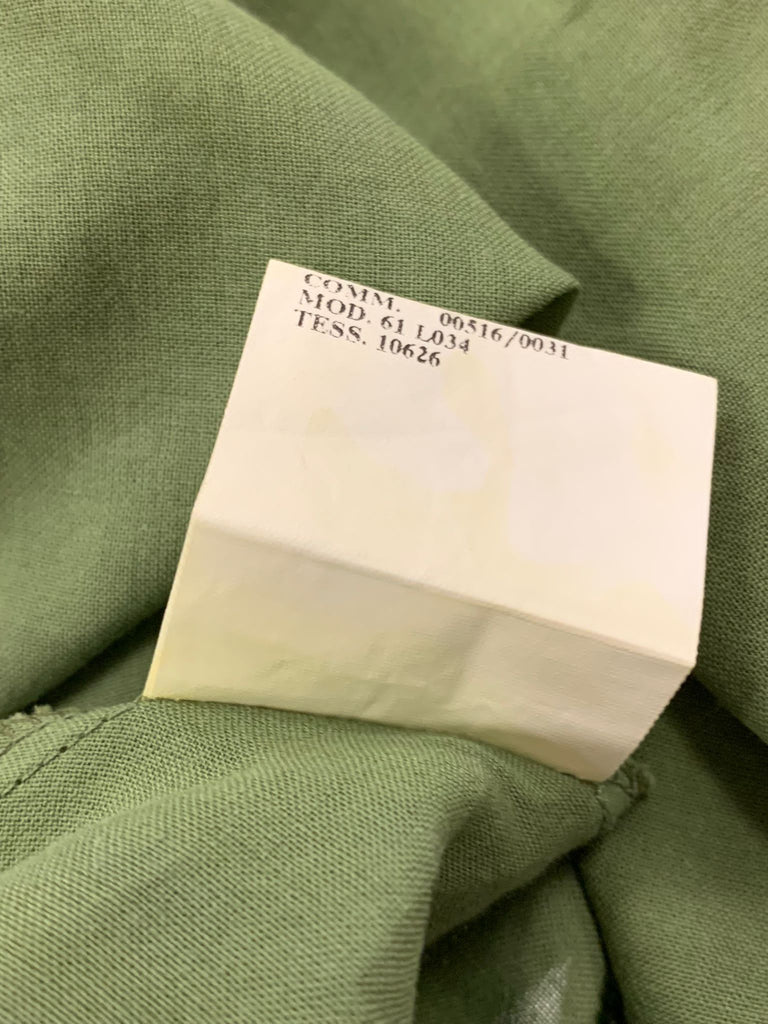 COMM. 00516/0031
MOD. 61 L034
TESS. 10626